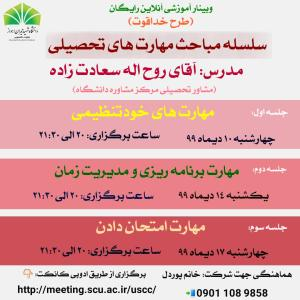 وبینار آموزشی آنلاین رایگان
(طرح خداقوت)
سلسله مباحث مهارت های تحصیلی
مدرس: آقای روح اله سعادت زاده
(مشاور تحصیلی مرکز مشاوره دانشگاه)
جلسه اول:
مهارت های خودتنظیمی
چهارشنبه ۱۰ دیماه ۹۹
ساعت برگزاری: ۲۰ الی ۲۱:۳۰
جلسه دوم:
مهارت برنامه ریزی و مدیریت زمان
یکشنبه ۱۴ دیماه ۹۹
ساعت برگزاری: ۲۰ الی ۲۱:۳۰
جلسه سوم:
مهارت امتحان دادن
چهارشنبه ۱۷ دیماه ۹۹
ساعت برگزاری: ۲۰ الی ۲۱:۳۰
هماهنگی جهت شرکت: خانم پوردل
0901 108 9858
برگزاری از طریق ادوبی کانکت:
http://meeting.scu.ac.ir/uscc/